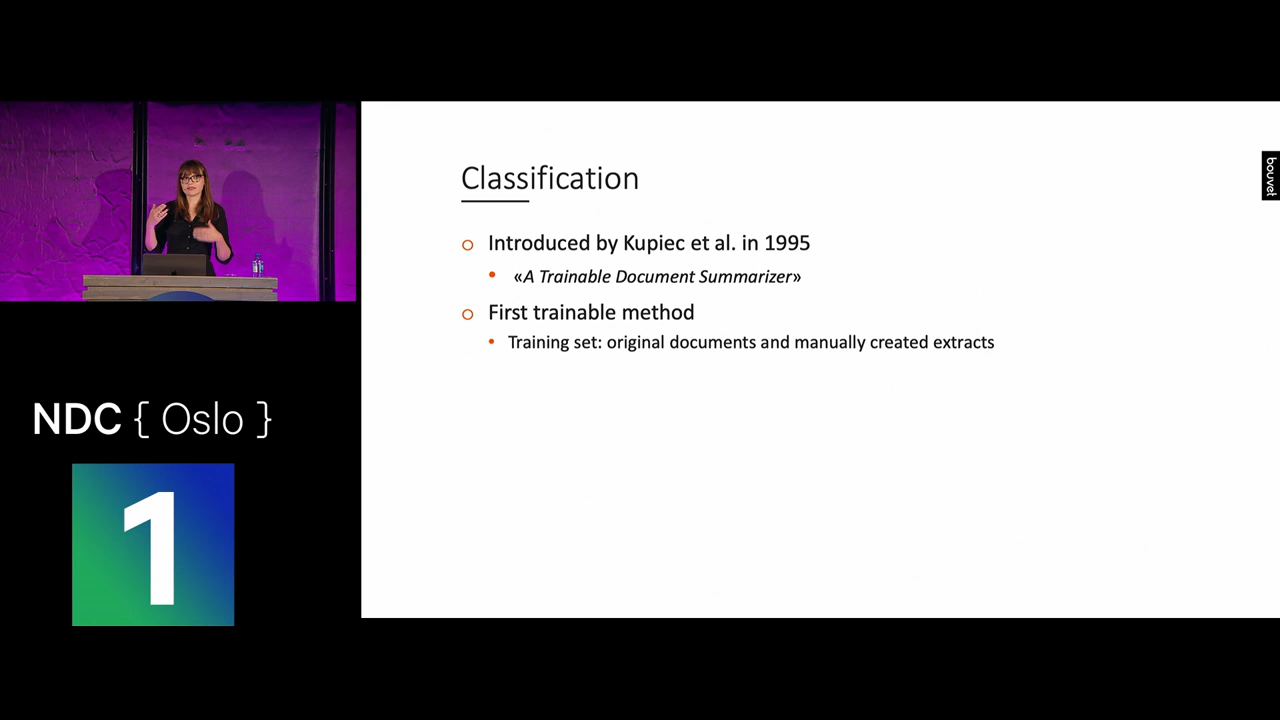 Classification
Introduced by Kupiec et al. in 1995
«A Trainable Document Summarizer»
First trainable method
Training set: original documents and manually created extracts
bouvet
NDC { Oslo }
1